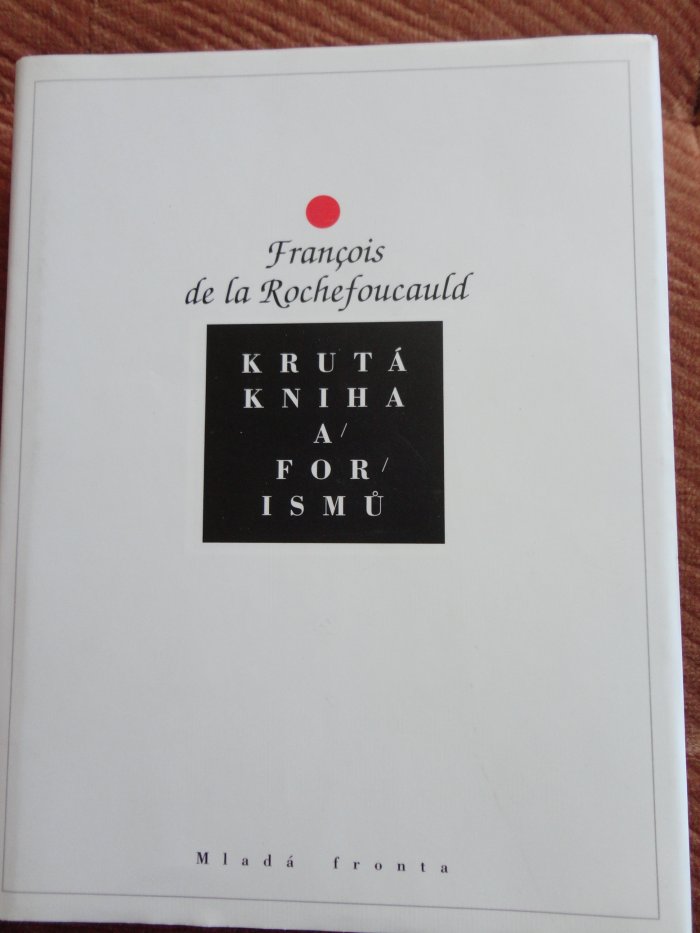 François
de la Rochefoucauld
KRUTÁ
KNIHA
A/
FOR/
ISMŮ
Mladá fronta